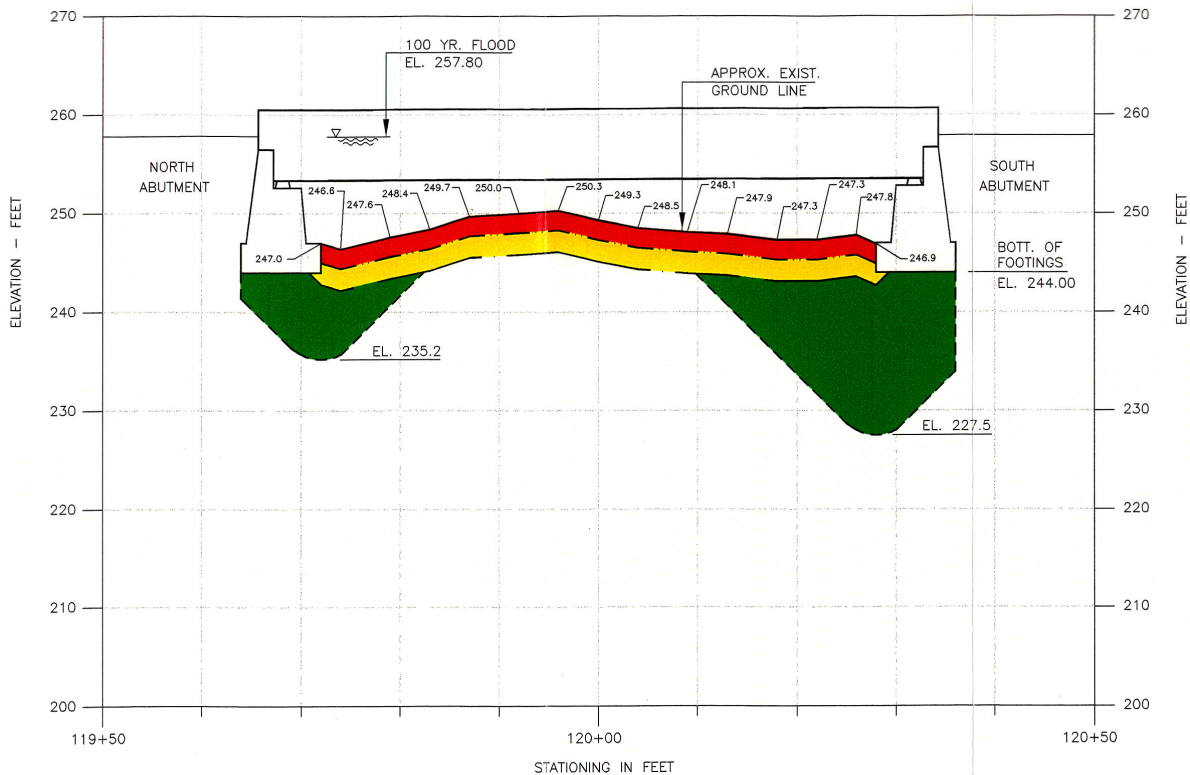 270
270
100 YR. FLOOD
EL. 257.80
APPROX. EXIST.
GROUND LINE
260
260
NORTH
ABUTMENT
SOUTH
ABUTMENT
246.6
247.6
248.4
249.7
250.0
250.3
249.3
248.5
248.1
247.9
247.3
247.3
247.8
250
250
247.0
246.9
BOTT. OF
FOOTINGS
EL. 244.00
ELEVATION – FEET
ELEVATION – FEET
240
240
EL. 235.2
230
230
EL. 227.5
220
220
210
210
200
200
119+50
120+00
120+50
STATIONING IN FEET